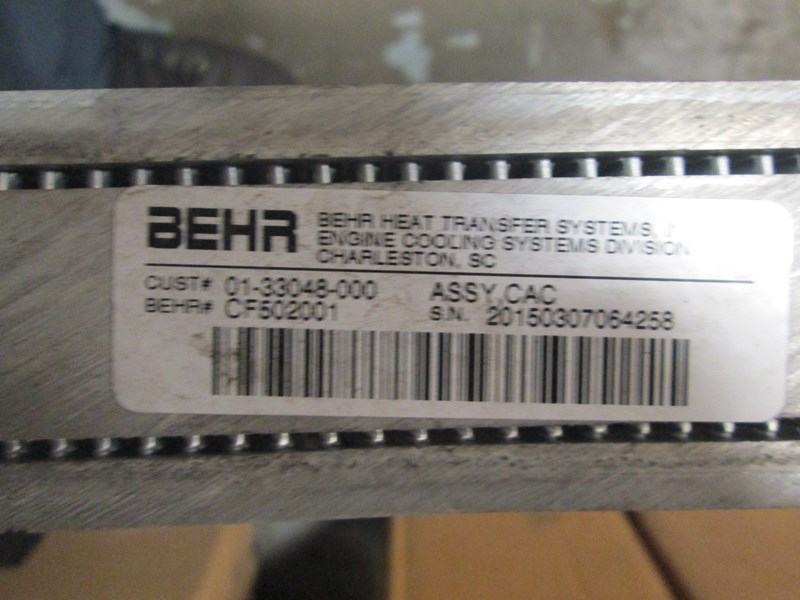 BEHR
BEHR HEAT TRANSFER SYSTEMS,
ENGINE COOLING SYSTEMS DIVISION
CHARLESTON, SC
CUST# 01-33048-000 ASSY,CAC
BEHR# CF502001 S.N. 20150307064258